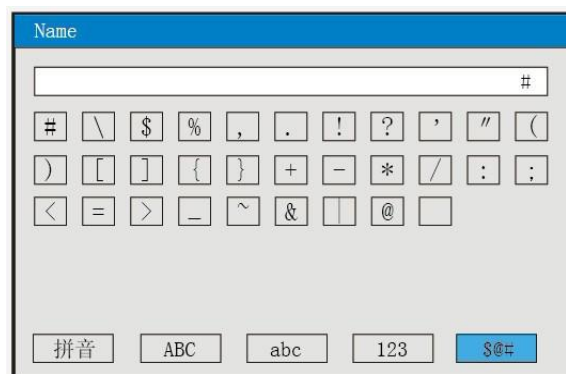 Name
#
# \ $ % , . ! ? ' " (
) [ ] { } + - * / : ;
< = > _ ~ & | @
拼音 ABC abc 123 $@#